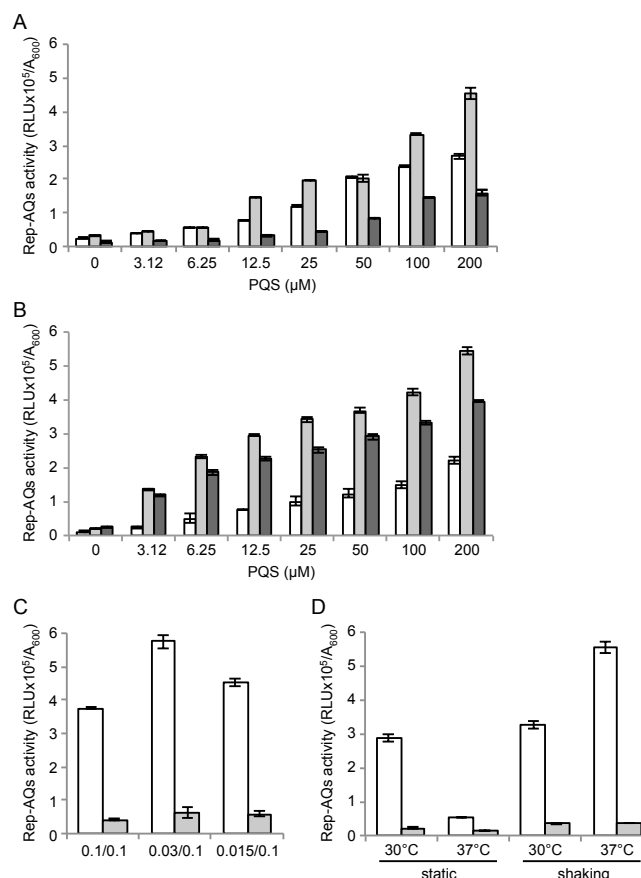 A
Rep-AQs activity (RLUx10⁵/A₆₀₀)
6
5
4
3
2
1
0
0 3.12 6.25 12.5 25 50 100 200
PQS (µM)
B
Rep-AQs activity (RLUx10⁵/A₆₀₀)
6
5
4
3
2
1
0
0 3.12 6.25 12.5 25 50 100 200
PQS (µM)
C
Rep-AQs activity (RLUx10⁵/A₆₀₀)
6
5
4
3
2
1
0
0.1/0.1 0.03/0.1 0.015/0.1
D
Rep-AQs activity (RLUx10⁵/A₆₀₀)
6
5
4
3
2
1
0
30°C 37°C 30°C 37°C
static shaking